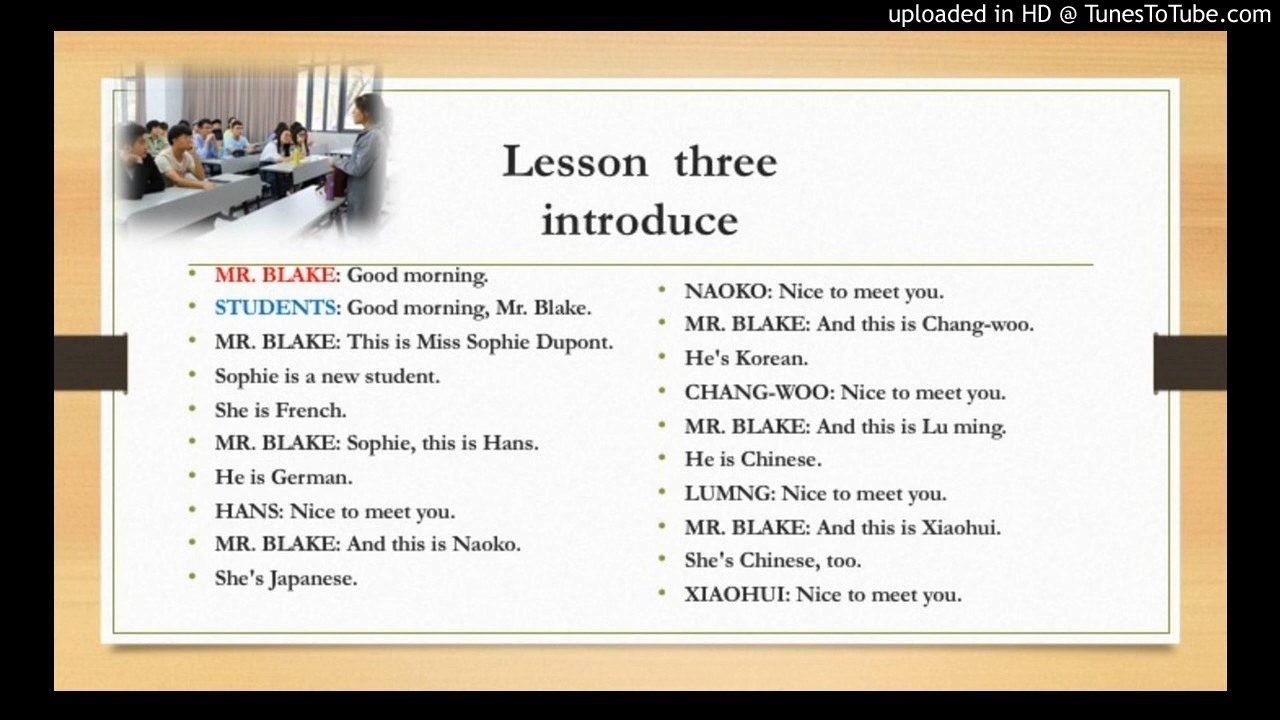 uploaded in HD @ TunesToTube.com
Lesson three
introduce
• MR. BLAKE: Good morning.
• STUDENTS: Good morning, Mr. Blake.
• MR. BLAKE: This is Miss Sophie Dupont.
• Sophie is a new student.
• She is French.
• MR. BLAKE: Sophie, this is Hans.
• He is German.
• HANS: Nice to meet you.
• MR. BLAKE: And this is Naoko.
• She's Japanese.
• NAOKO: Nice to meet you.
• MR. BLAKE: And this is Chang-woo.
• He's Korean.
• CHANG-WOO: Nice to meet you.
• MR. BLAKE: And this is Lu ming.
• He is Chinese.
• LUMNG: Nice to meet you.
• MR. BLAKE: And this is Xiaohui.
• She's Chinese, too.
• XIAOHUI: Nice to meet you.